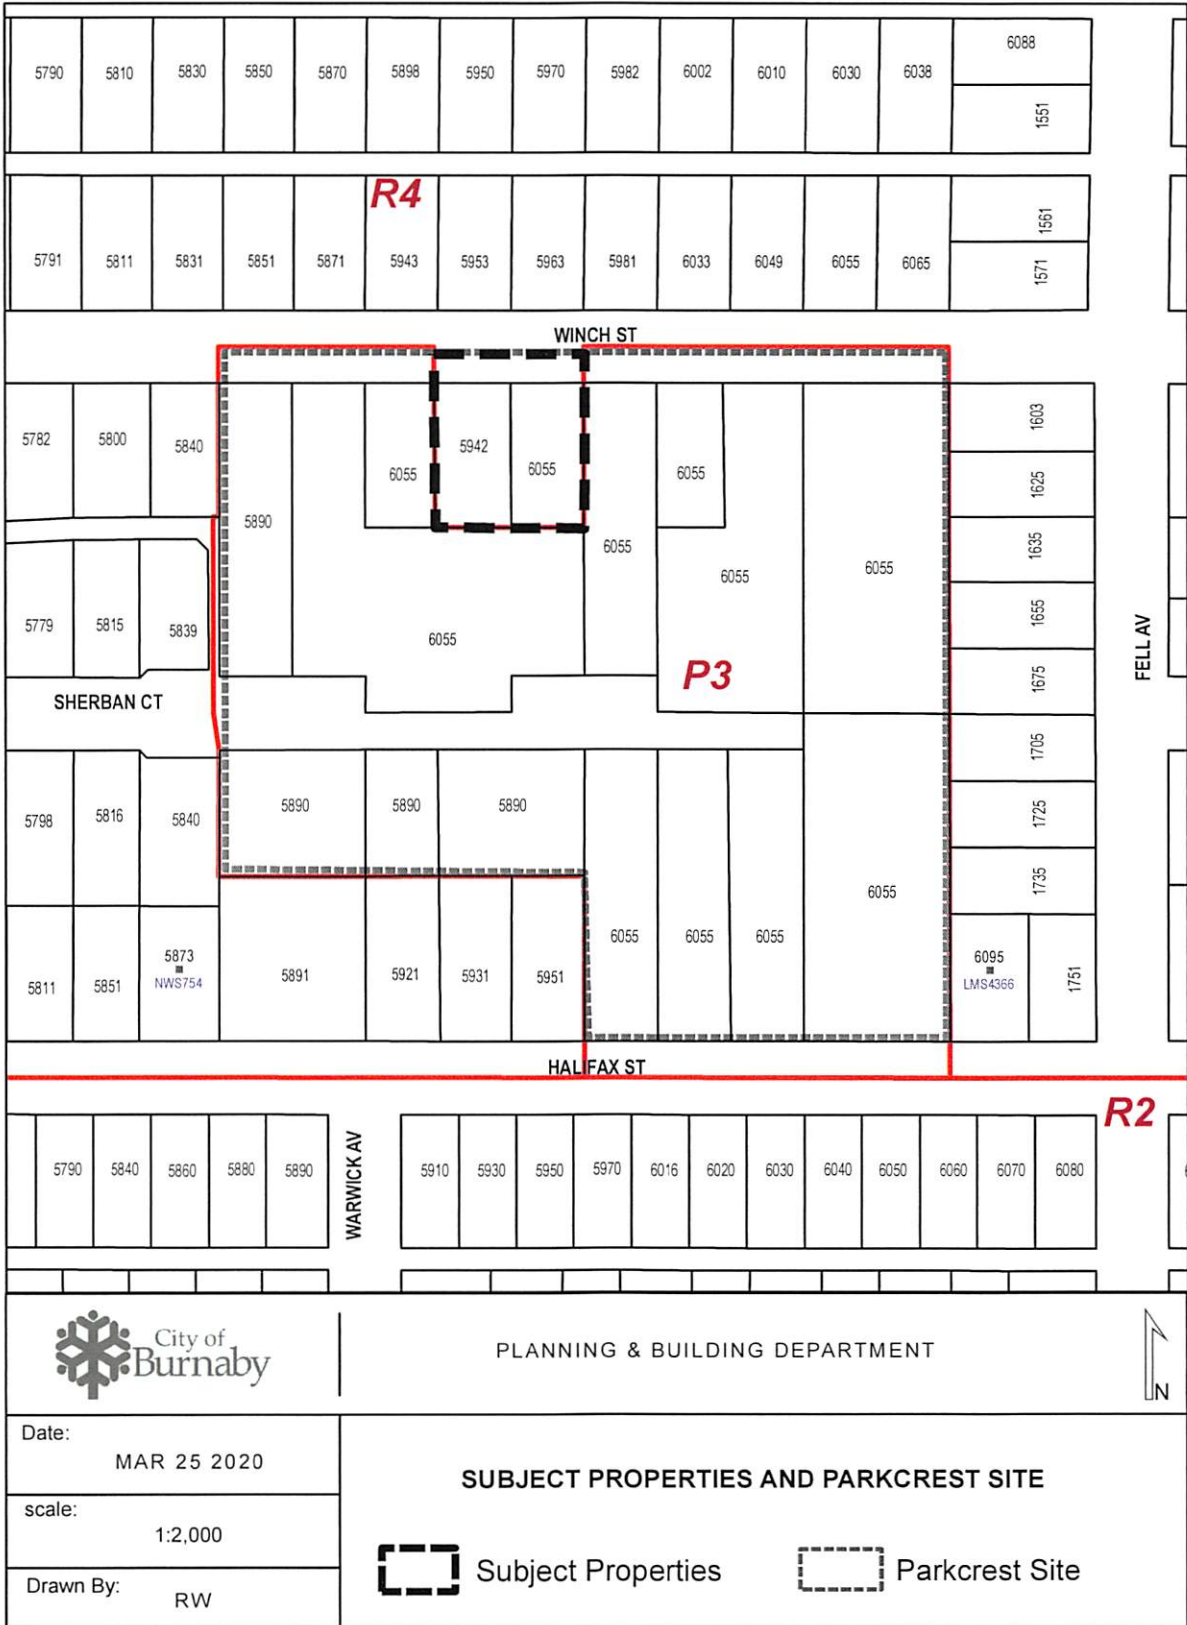 5790 5810 5830 5850 5870 5898 5950 5970 5982 6002 6010 6030 6038 6088
1551
R4
1561
5791 5811 5831 5851 5871 5943 5953 5963 5981 6033 6049 6055 6065
1571
WINCH ST
5782 5800 5840 6055 5942 6055 6055 1603
1625
5890 6055 6055 6055 1635
5779 5815 5839 6055 1655
P3 1675
FELL AV
SHERBAN CT
1705
5798 5816 5840 5890 5890 5890 1725
1735
6055
5811 5851 5873 5891 5921 5931 5951 6055 6055 6055 6095 1751
NWS754 LMS4366
HALIFAX ST
R2
5790 5840 5860 5880 5890 WARWICK AV 5910 5930 5950 5970 6016 6020 6030 6040 6050 6060 6070 6080
City of
Burnaby
PLANNING & BUILDING DEPARTMENT
N
Date:
MAR 25 2020
scale:
1:2,000
Drawn By:
RW
SUBJECT PROPERTIES AND PARKCREST SITE
Subject Properties Parkcrest Site